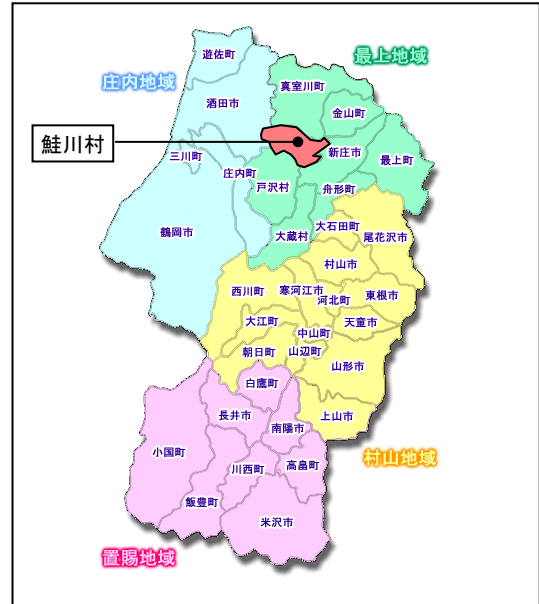 遊佐町
最上地域
庄内地域
真室川町
酒田市
金山町
鮭川村
三川町
新庄市
最上町
庄内町
戸沢村
舟形町
鶴岡市
大蔵村
大石田町
尾花沢市
村山市
西川町
寒河江市
東根市
河北町
大江町
天童市
中山町
朝日町
山辺町
山形市
白鷹町
長井市
上山市
南陽市
小国町
村山地域
川西町
高畠町
飯豊町
米沢市
置賜地域